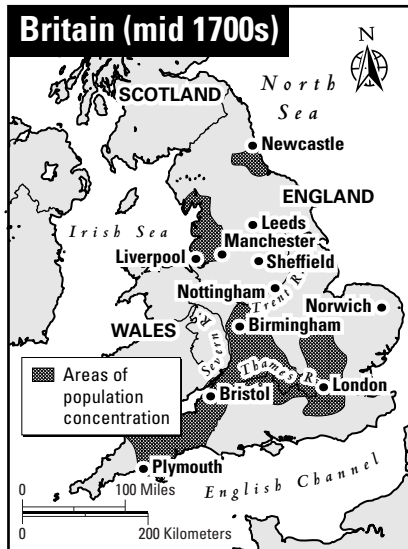 Britain (mid 1700s)
N
North
Sea
SCOTLAND
Newcastle
ENGLAND
Irish Sea
Leeds
Manchester
Liverpool
Sheffield
Nottingham
Trent R.
Norwich
WALES
Severn R.
Birmingham
Thames R.
London
Bristol
Areas of
population
concentration
Plymouth
English Channel
0 100 Miles
0 200 Kilometers